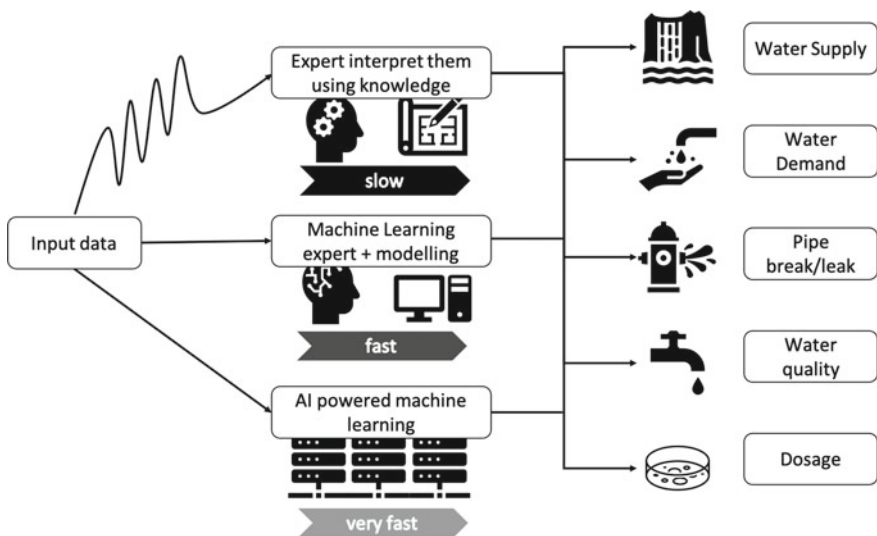 Input data
Expert interpret them
using knowledge
slow
Machine Learning
expert + modelling
fast
AI powered machine
learning
very fast
Water Supply
Water
Demand
Pipe
break/leak
Water
quality
Dosage